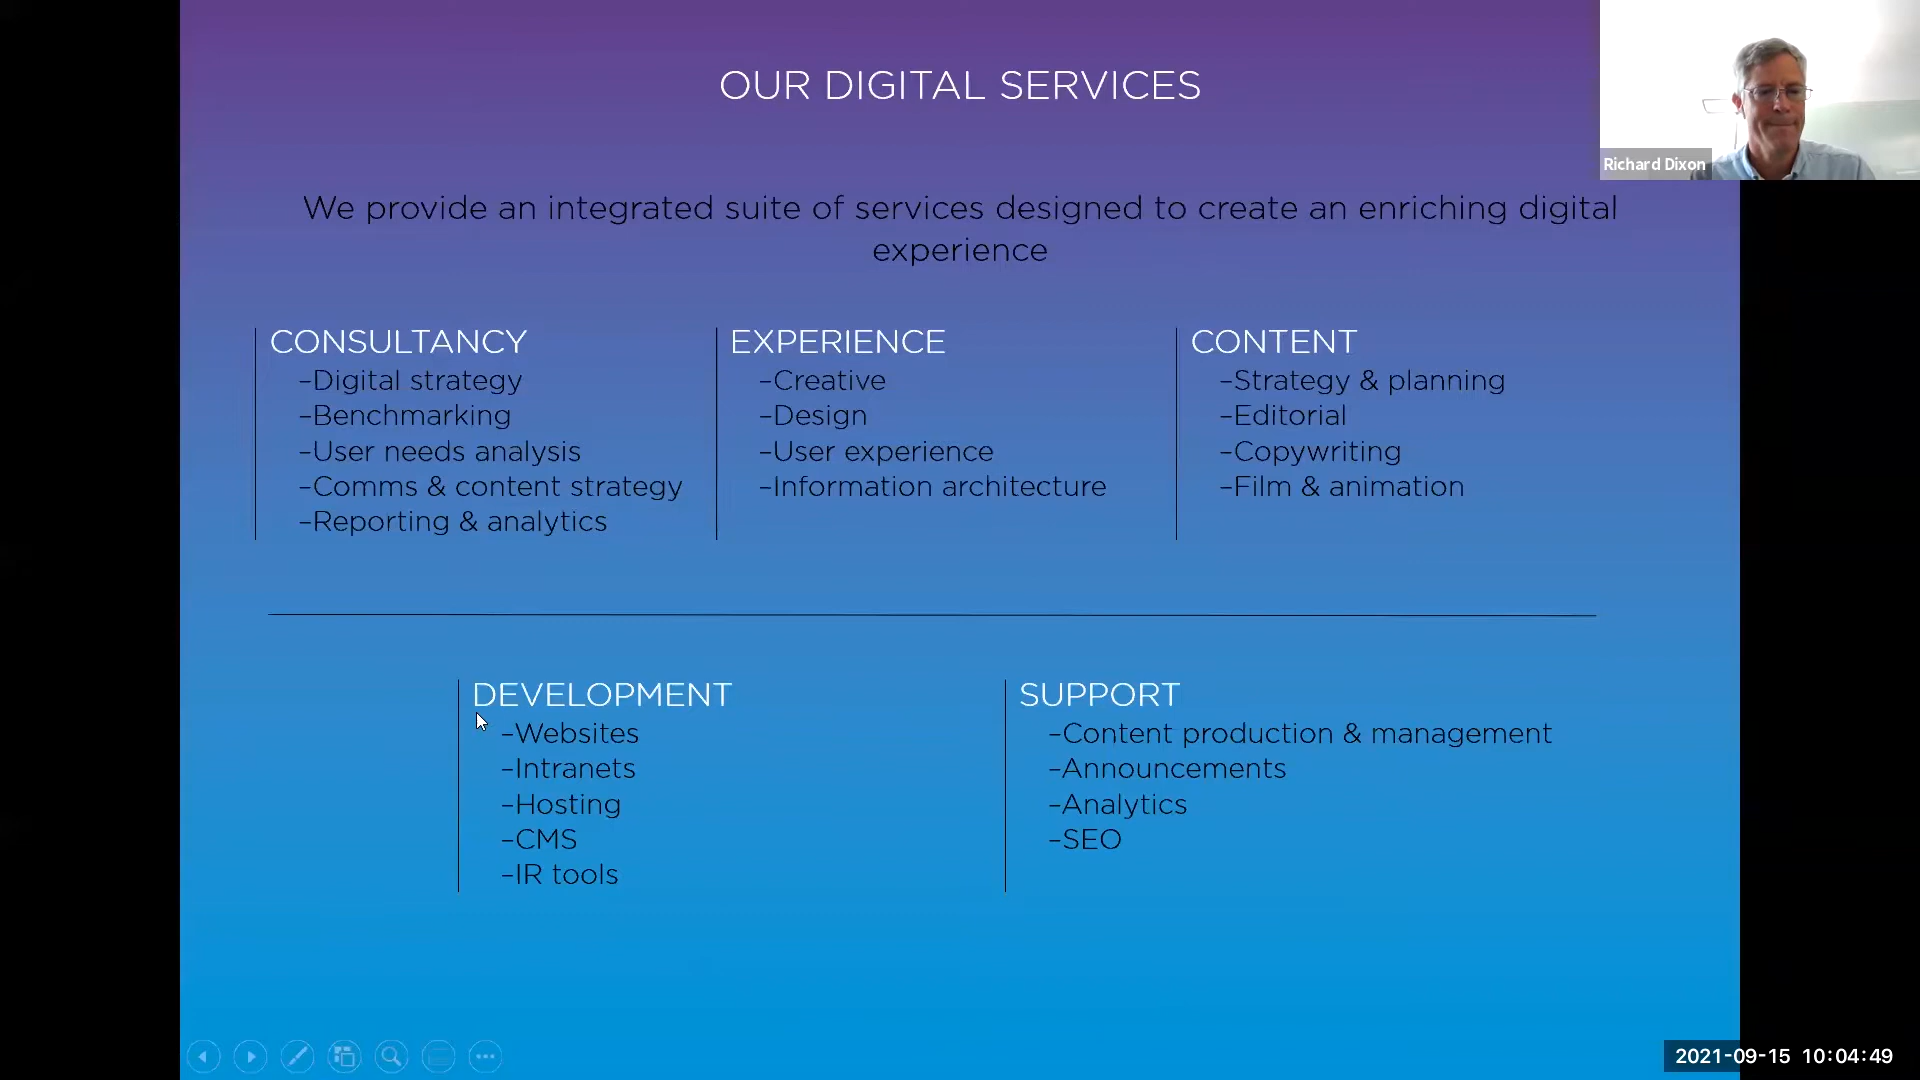 OUR DIGITAL SERVICES
Richard Dixon
We provide an integrated suite of services designed to create an enriching digital
experience
CONSULTANCY
–Digital strategy
–Benchmarking
–User needs analysis
–Comms & content strategy
–Reporting & analytics
EXPERIENCE
–Creative
–Design
–User experience
–Information architecture
CONTENT
–Strategy & planning
–Editorial
–Copywriting
–Film & animation
DEVELOPMENT
–Websites
–Intranets
–Hosting
–CMS
–IR tools
SUPPORT
–Content production & management
–Announcements
–Analytics
–SEO
2021-09-15 10:04:49